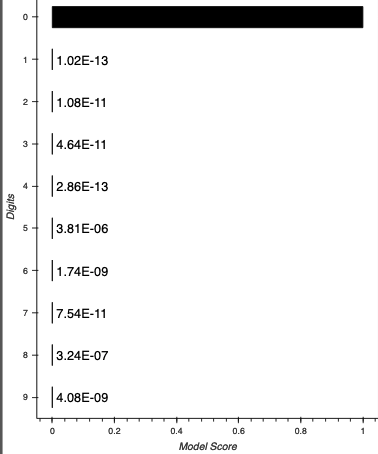 0
1 1.02E-13
2 1.08E-11
3 4.64E-11
4 2.86E-13
Digits
5 3.81E-06
6 1.74E-09
7 7.54E-11
8 3.24E-07
9 4.08E-09
0 0.2 0.4 0.6 0.8 1
Model Score